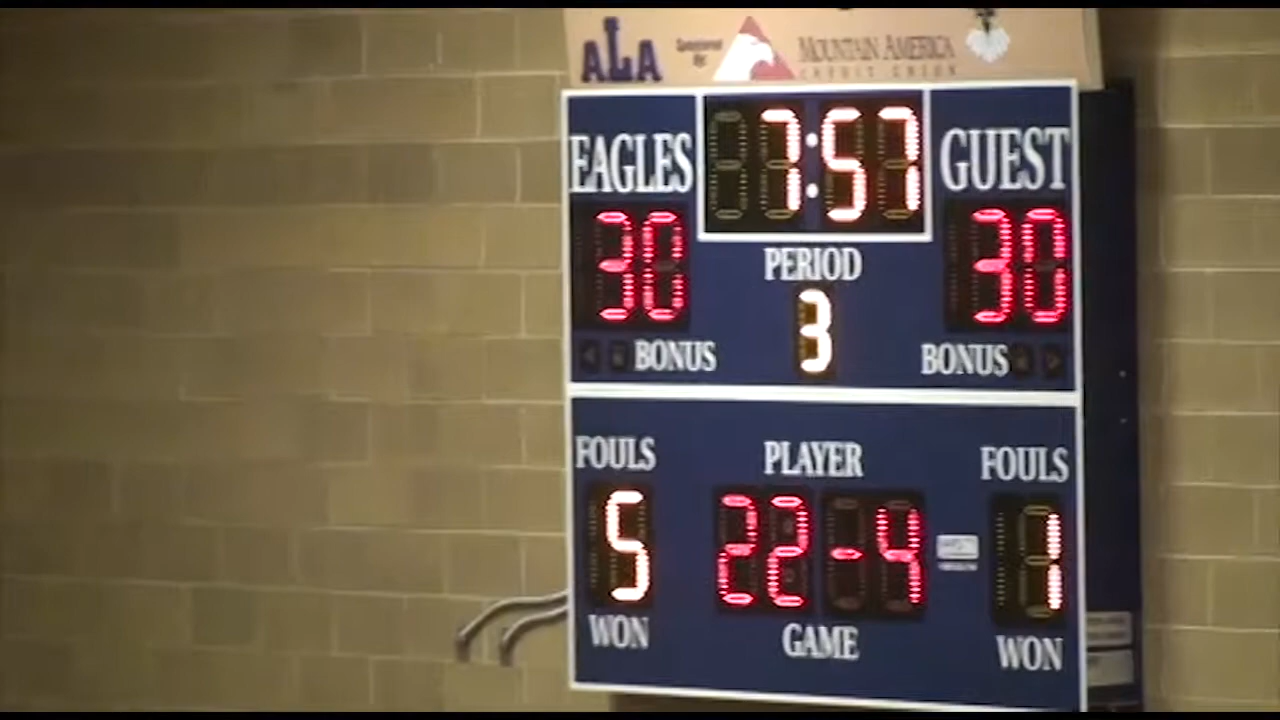 ALA Sponsored By: MOUNTAIN AMERICA
CREDIT UNION
EAGLES 7:57 GUEST
30 PERIOD 30
3
BONUS BONUS
FOULS PLAYER FOULS
5 22-4 1
WON GAME WON